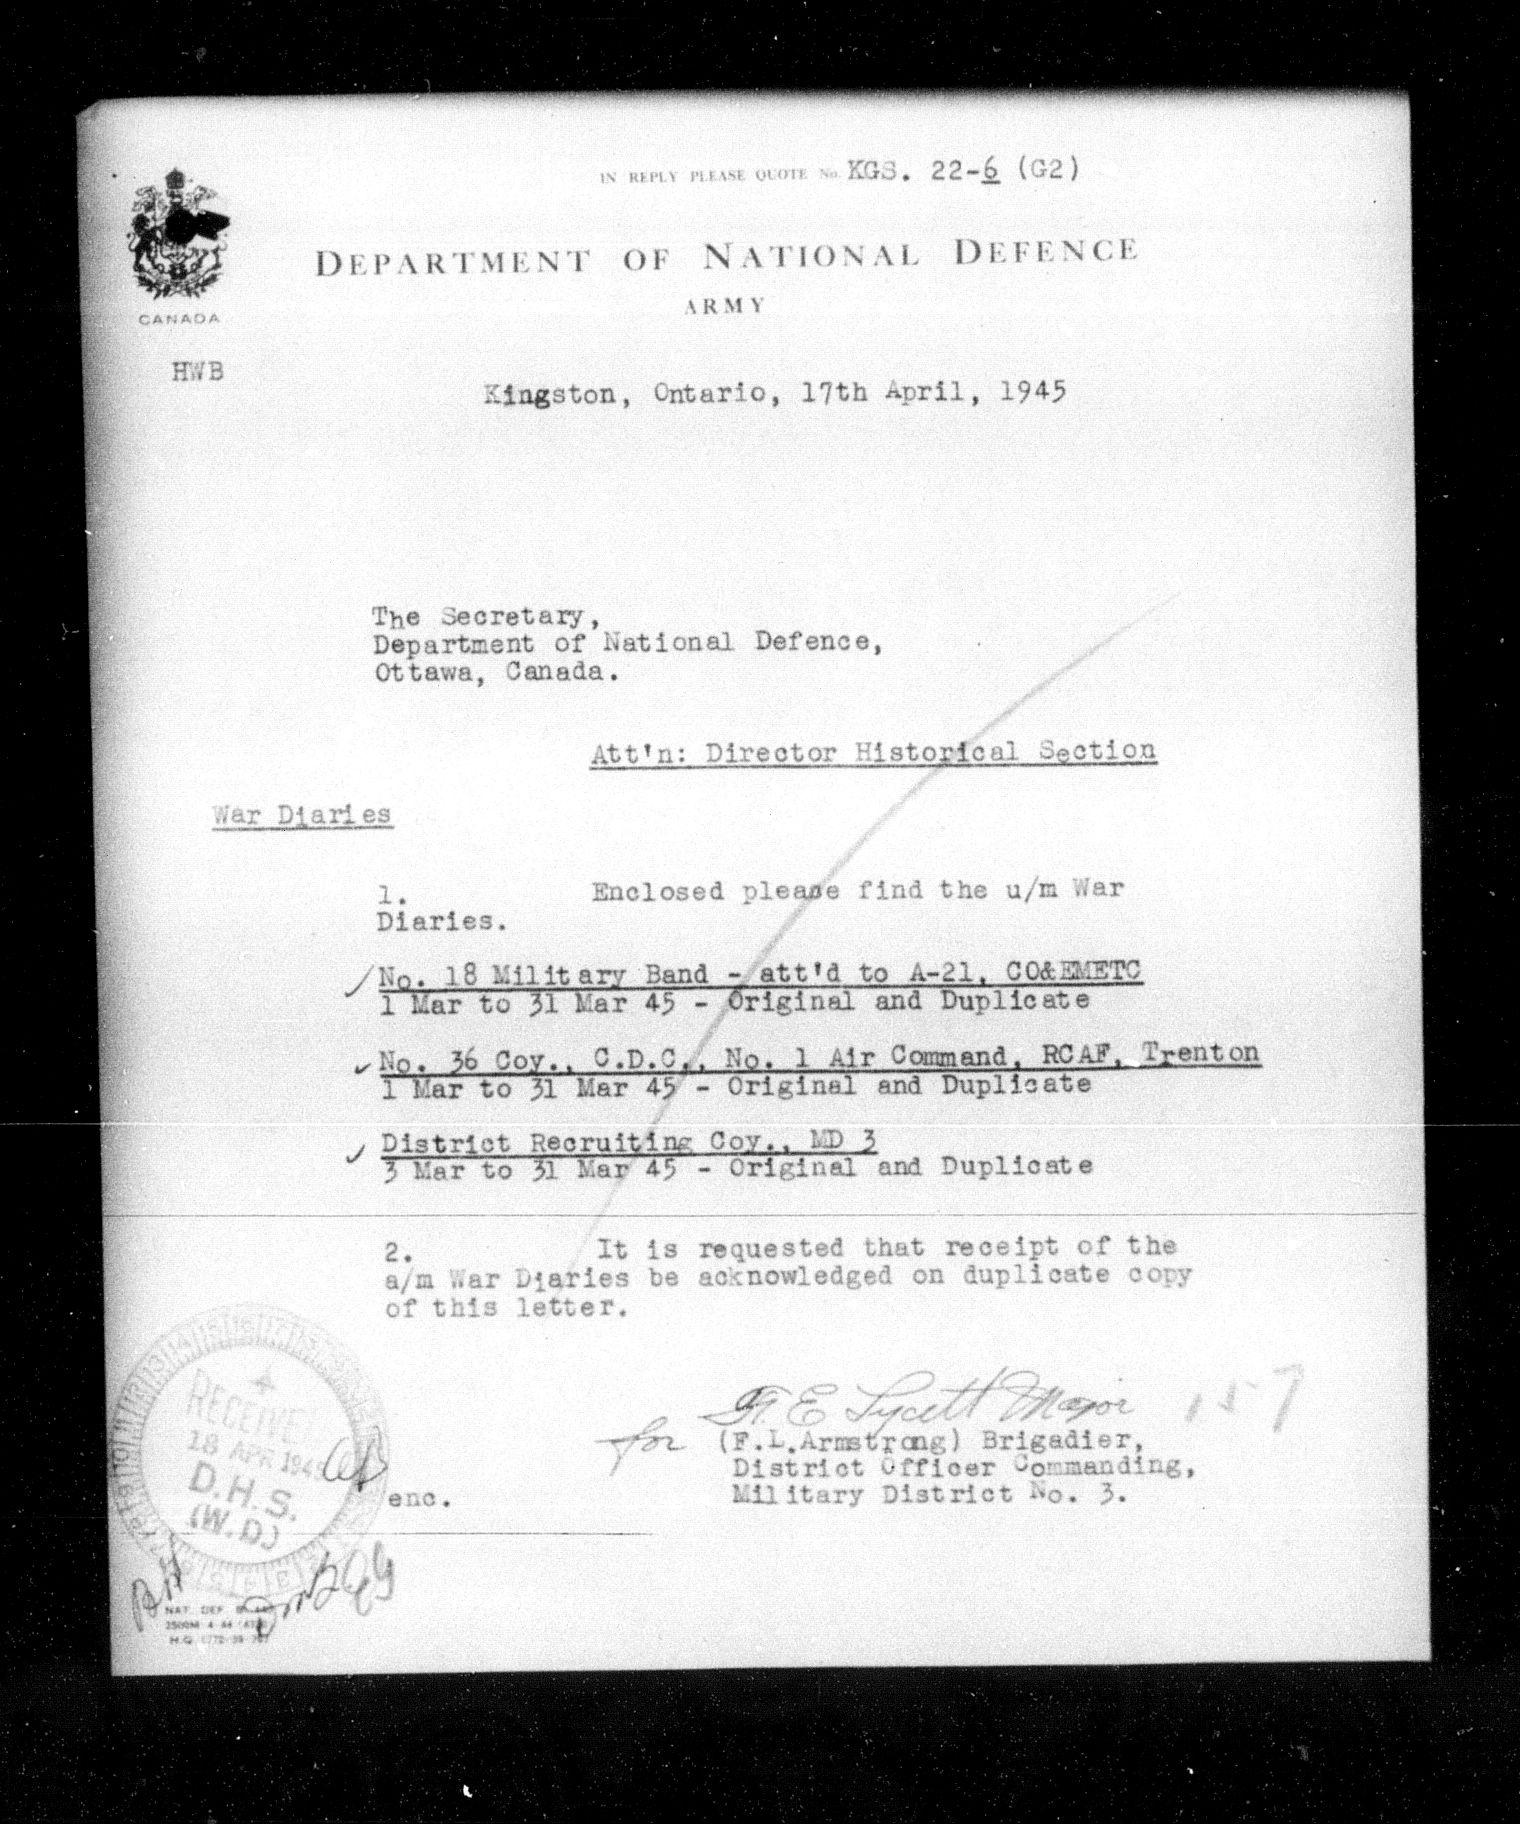 IN REPLY PLEASE QUOTE No. KGS. 22-6 (G2)
DEPARTMENT OF NATIONAL DEFENCE
ARMY
CANADA
HWB
Kingston, Ontario, 17th April, 1945
The Secretary,
Department of National Defence,
Ottawa, Canada.
Att'n: Director Historical Section
War Diaries
1. Enclosed please find the u/m War
Diaries.
No. 18 Military Band - att'd to A-21, CO&EMETC
1 Mar to 31 Mar 45 - Original and Duplicate
No. 36 Coy., C.D.C., No. 1 Air Command, RCAF, Trenton
1 Mar to 31 Mar 45 - Original and Duplicate
District Recruiting Coy., MD 3
3 Mar to 31 Mar 45 - Original and Duplicate
2. It is requested that receipt of the
a/m War Diaries be acknowledged on duplicate copy
of this letter.
E Lycett Major
for (F.L.Armstrong) Brigadier,
District Officer Commanding,
Military District No. 3.
157
RECEIVED
18 APR 1945
D.H.S.
(W.D)
enc.
NAT. DEF.
H.Q.